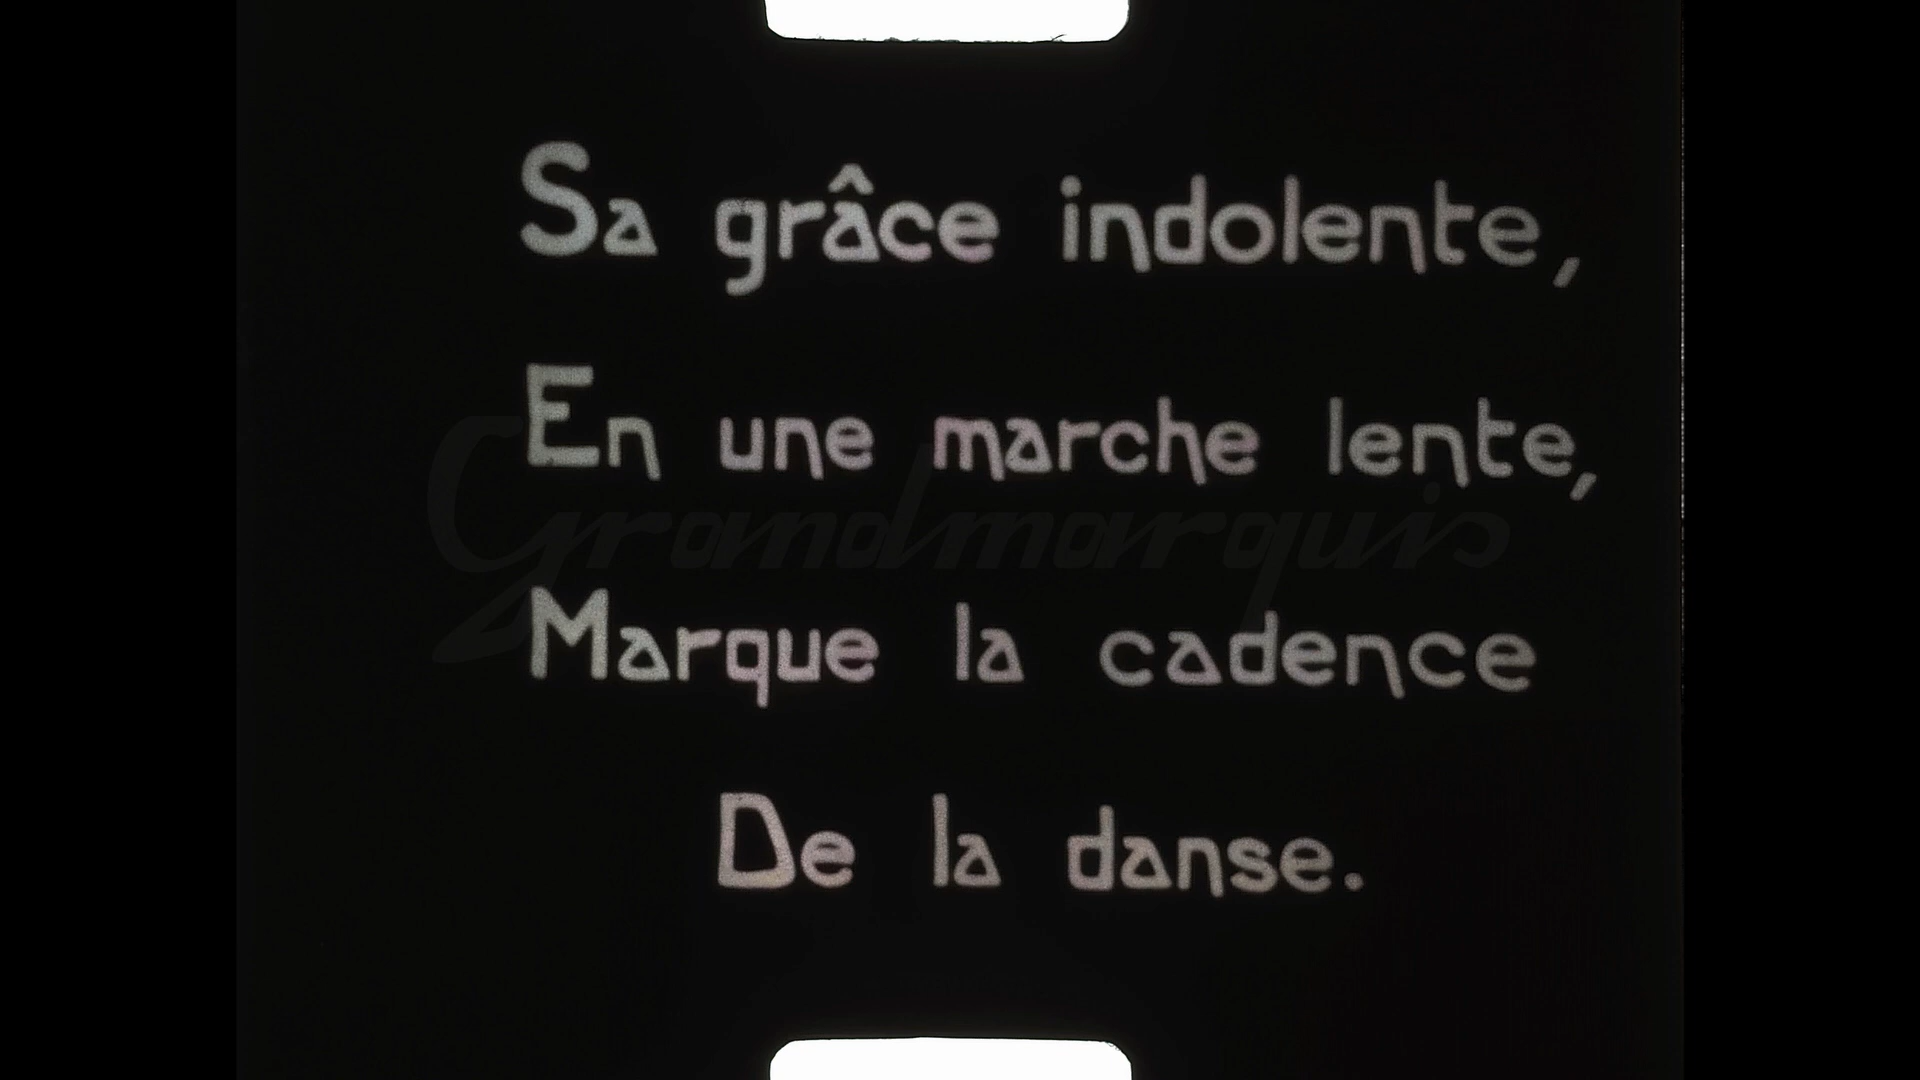 Sa grâce indolente,
En une marche lente,
Grandmarquis
Marque la cadence
De la danse.